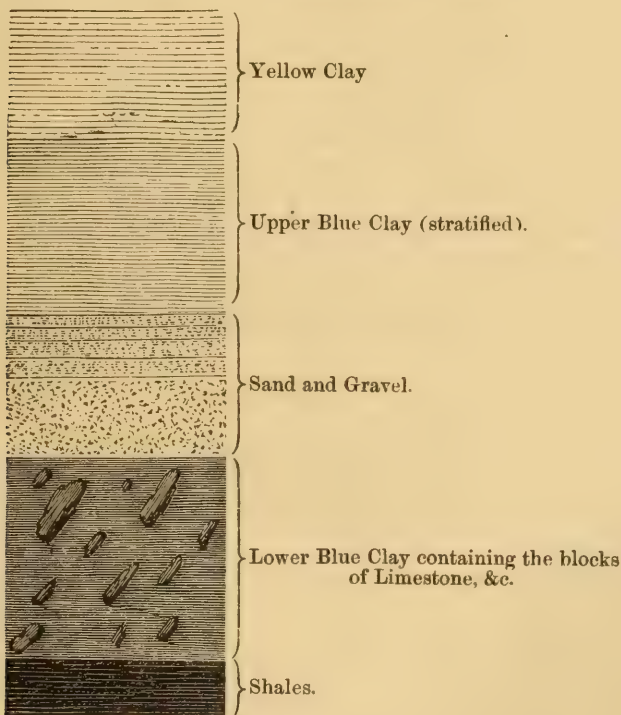 Yellow Clay
Upper Blue Clay (stratified).
Sand and Gravel.
Lower Blue Clay containing the blocks
of Limestone, &c.
Shales.